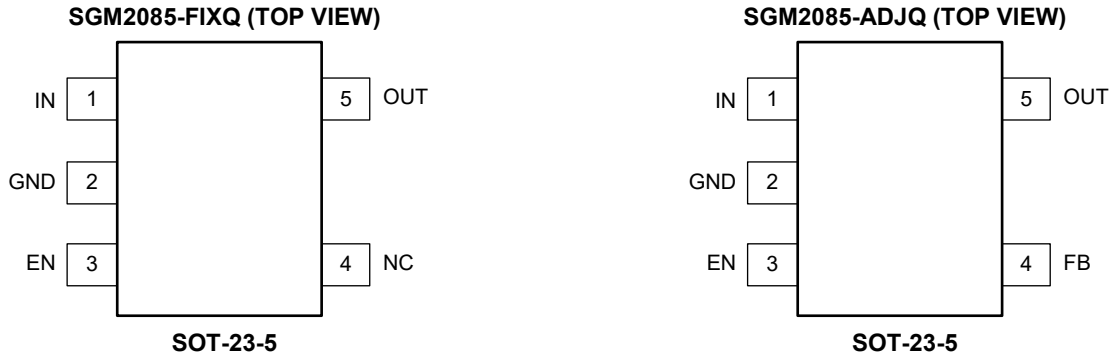 SGM2085-FIXQ (TOP VIEW)
IN 1
5 OUT
GND 2
EN 3
4 NC
SOT-23-5
SGM2085-ADJQ (TOP VIEW)
IN 1
5 OUT
GND 2
EN 3
4 FB
SOT-23-5